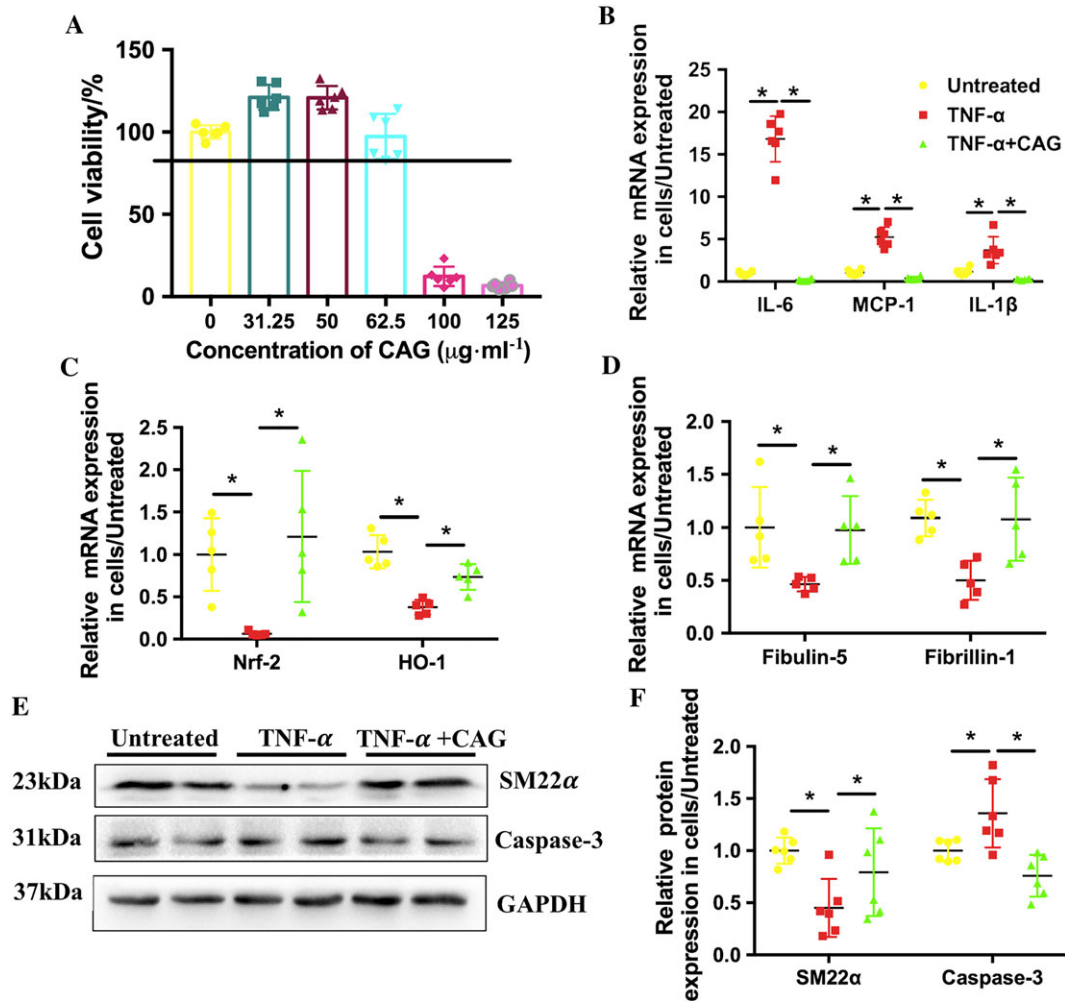 A
Cell viability/%
150
100
50
0
0 31.25 50 62.5 100 125
Concentration of CAG (μg·ml-1)
B
Relative mRNA expression
in cells/Untreated
25
20
15
10
5
0
* * * * * *
Untreated
TNF-α
TNF-α+CAG
IL-6 MCP-1 IL-1β
C
Relative mRNA expression
in cells/Untreated
2.5
2.0
1.5
1.0
0.5
0.0
* * * *
Nrf-2 HO-1
D
Relative mRNA expression
in cells/Untreated
2.0
1.5
1.0
0.5
0.0
* * * *
Fibulin-5 Fibrillin-1
E
Untreated TNF-α TNF-α +CAG
23kDa SM22α
31kDa Caspase-3
37kDa GAPDH
F
Relative protein
expression in cells/Untreated
2.0
1.5
1.0
0.5
0.0
* * * *
SM22α Caspase-3